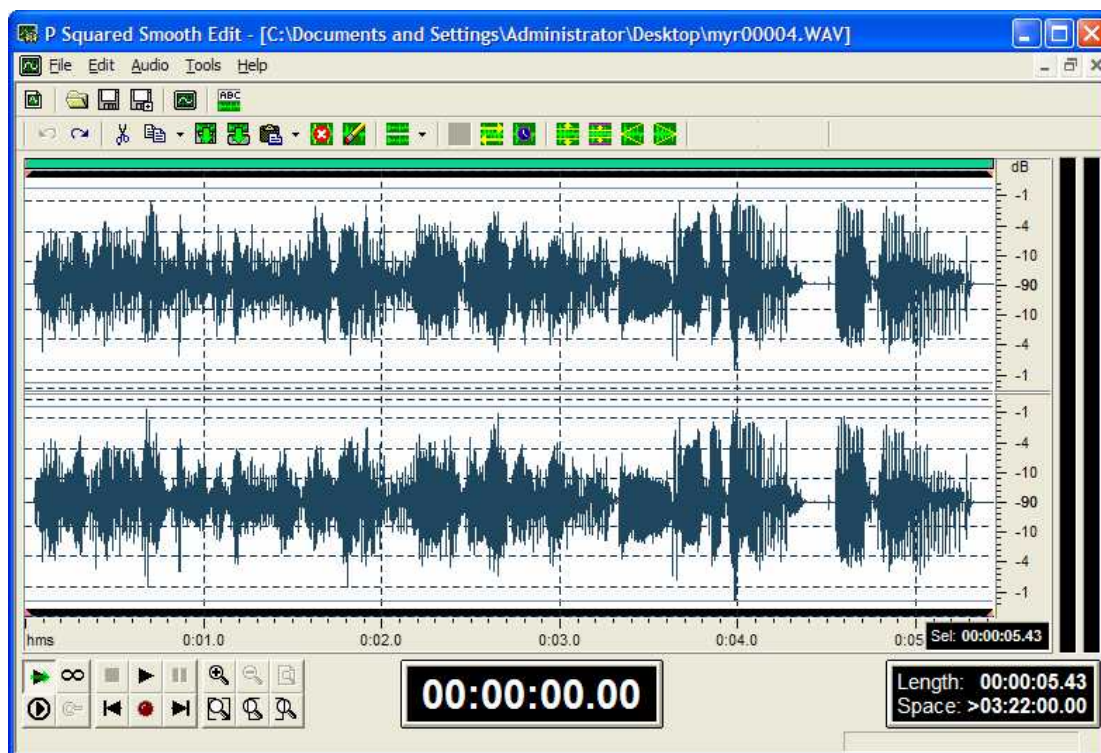 P Squared Smooth Edit - [C:\Documents and Settings\Administrator\Desktop\myr00004.WAV]
File Edit Audio Tools Help
ABC
dB
-1
-4
-10
-90
-10
-4
-1
-1
-4
-10
-90
-10
-4
-1
hms 0:01.0 0:02.0 0:03.0 0:04.0 0:05 Sel: 00:00:05.43
00:00:00.00
Length: 00:00:05.43
Space: >03:22:00.00